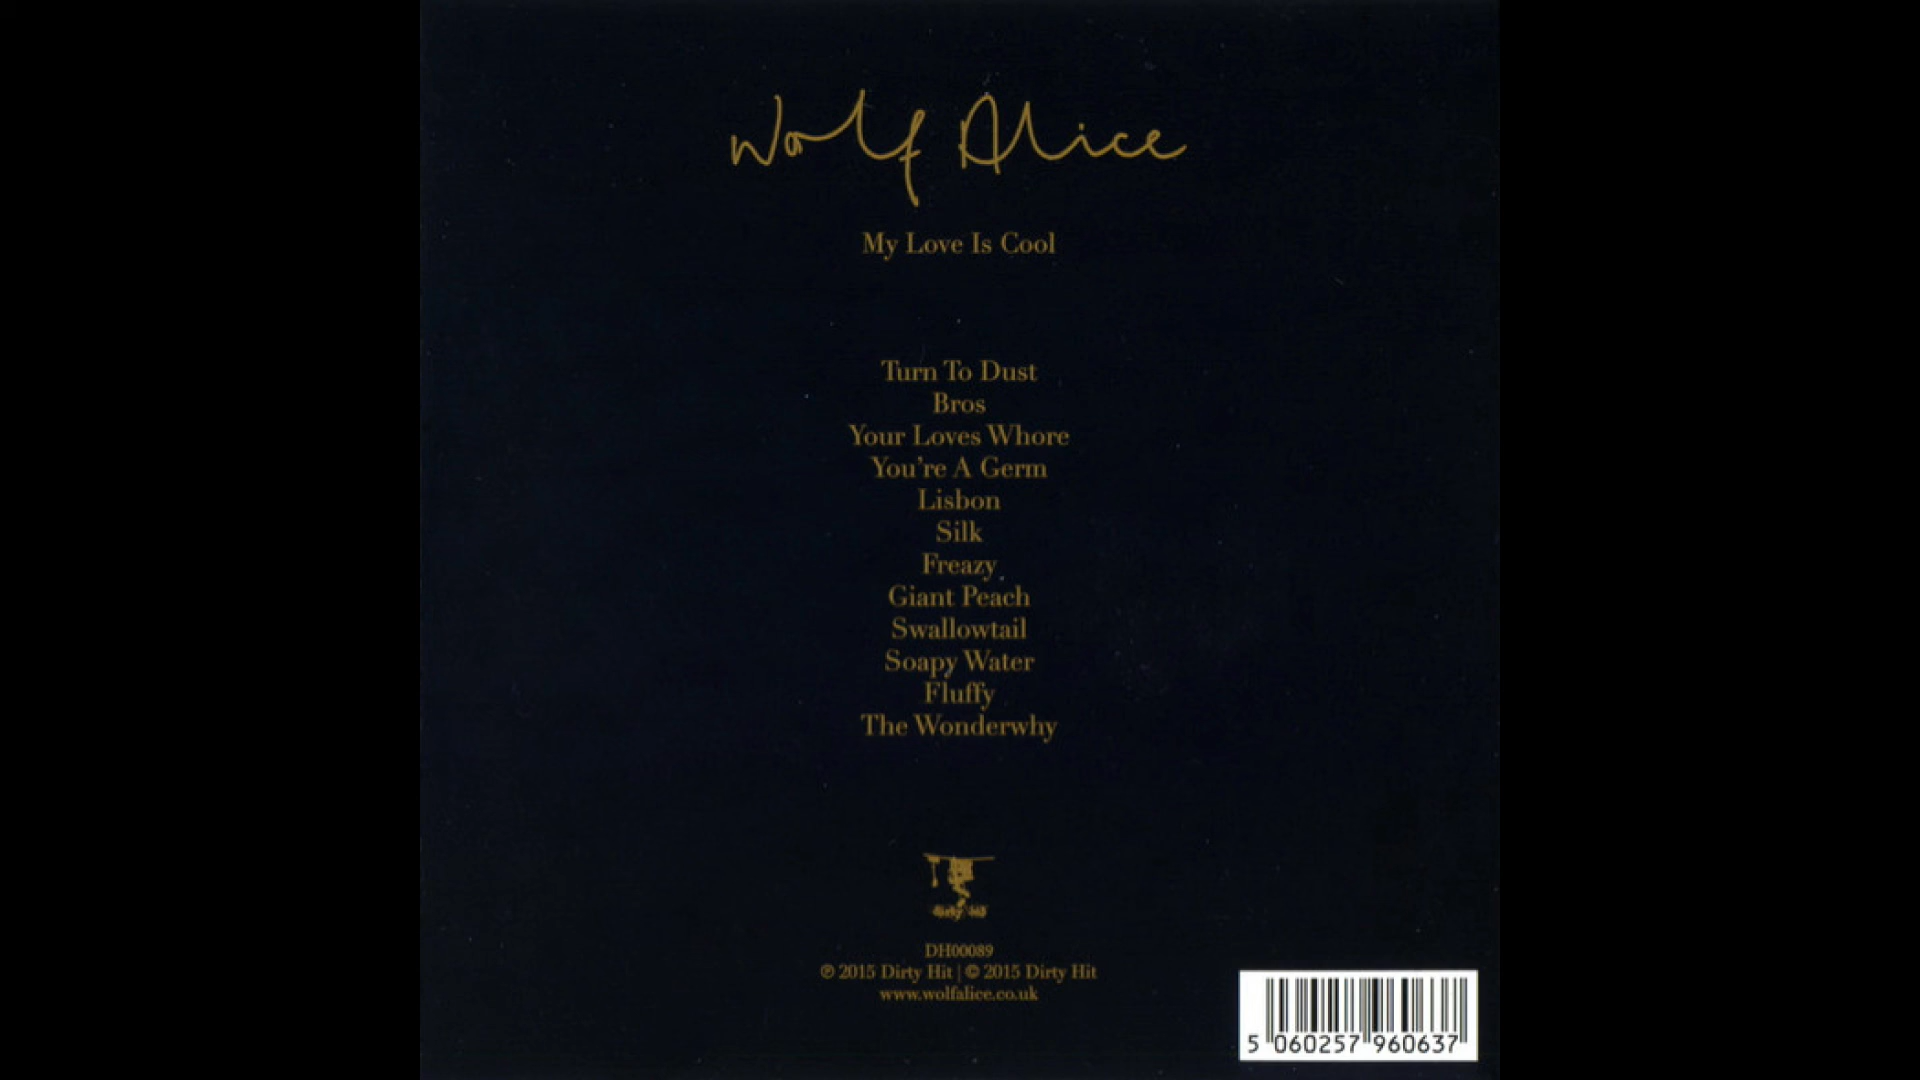 Wolf Alice
My Love Is Cool
Turn To Dust
Bros
Your Loves Whore
You're A Germ
Lisbon
Silk
Freazy
Giant Peach
Swallowtail
Soapy Water
Fluffy
The Wonderwhy
dirty hit
DH00089
℗ 2015 Dirty Hit | © 2015 Dirty Hit
www.wolfalice.co.uk
5 060257 960637